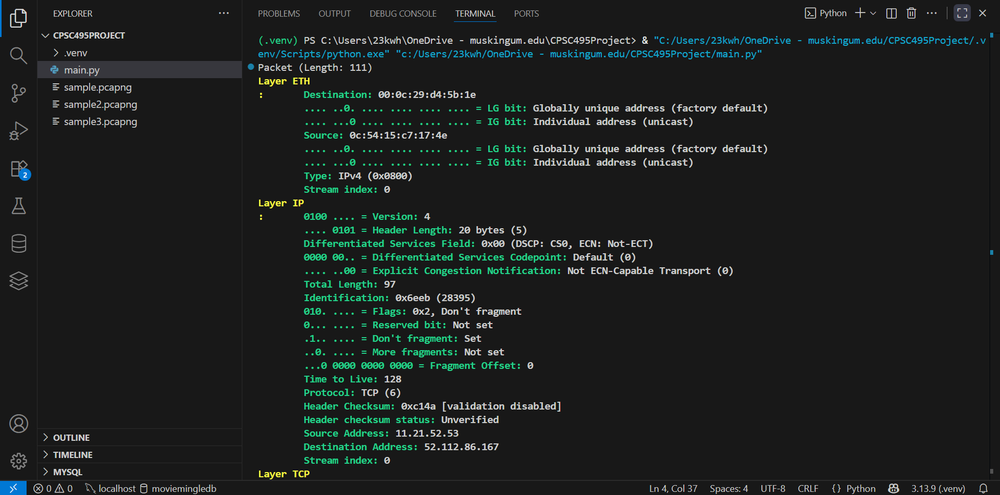 EXPLORER
CPSC495PROJECT
.venv
main.py
sample.pcapng
sample2.pcapng
sample3.pcapng
2
OUTLINE
TIMELINE
MYSQL
PROBLEMS OUTPUT DEBUG CONSOLE TERMINAL PORTS
Python
(.venv) PS C:\Users\23kwh\OneDrive - muskingum.edu\CPSC495Project> & "C:/Users/23kwh/OneDrive - muskingum.edu/CPSC495Project/.v
env/Scripts/python.exe" "c:/Users/23kwh/OneDrive - muskingum.edu/CPSC495Project/main.py"
Packet (Length: 111)
Layer ETH
: Destination: 00:0c:29:d4:5b:1e
.... ..0. .... .... .... .... = LG bit: Globally unique address (factory default)
.... ...0 .... .... .... .... = IG bit: Individual address (unicast)
Source: 0c:54:15:c7:17:4e
.... ..0. .... .... .... .... = LG bit: Globally unique address (factory default)
.... ...0 .... .... .... .... = IG bit: Individual address (unicast)
Type: IPv4 (0x0800)
Stream index: 0
Layer IP
: 0100 .... = Version: 4
.... 0101 = Header Length: 20 bytes (5)
Differentiated Services Field: 0x00 (DSCP: CS0, ECN: Not-ECT)
0000 00.. = Differentiated Services Codepoint: Default (0)
.... ..00 = Explicit Congestion Notification: Not ECN-Capable Transport (0)
Total Length: 97
Identification: 0x6eeb (28395)
010. .... = Flags: 0x2, Don't fragment
0... .... = Reserved bit: Not set
.1.. .... = Don't fragment: Set
..0. .... = More fragments: Not set
...0 0000 0000 0000 = Fragment Offset: 0
Time to Live: 128
Protocol: TCP (6)
Header Checksum: 0xc14a [validation disabled]
Header checksum status: Unverified
Source Address: 11.21.52.53
Destination Address: 52.112.86.167
Stream index: 0
Layer TCP
0 0 localhost moviemingledb Ln 4, Col 37 Spaces: 4 UTF-8 CRLF {} Python 3.13.9 (.venv)